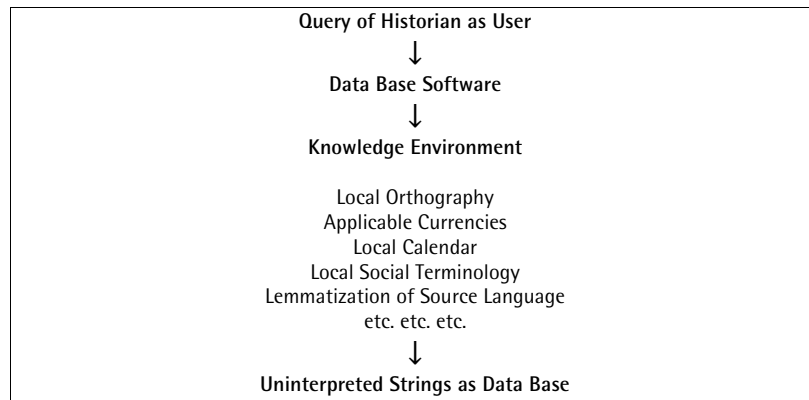 Query of Historian as User
↓
Data Base Software
↓
Knowledge Environment
Local Orthography
Applicable Currencies
Local Calendar
Local Social Terminology
Lemmatization of Source Language
etc. etc. etc.
↓
Uninterpreted Strings as Data Base